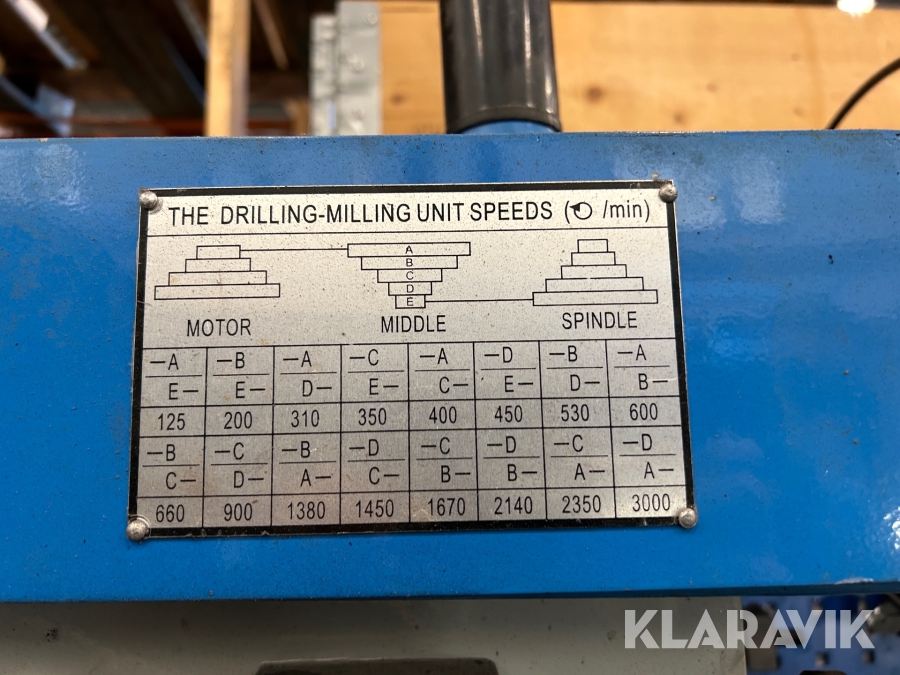 THE DRILLING-MILLING UNIT SPEEDS ( /min)
A
B
C
D
E
MOTOR MIDDLE SPINDLE
–A –B –A –C –A –D –B –A
E– E– D– E– C– E– D– B–
125 200 310 350 400 450 530 600
–B –C –B –D –C –D –C –D
C– D– A– C– B– B– A– A–
660 900 1380 1450 1670 2140 2350 3000
KLARAVIK